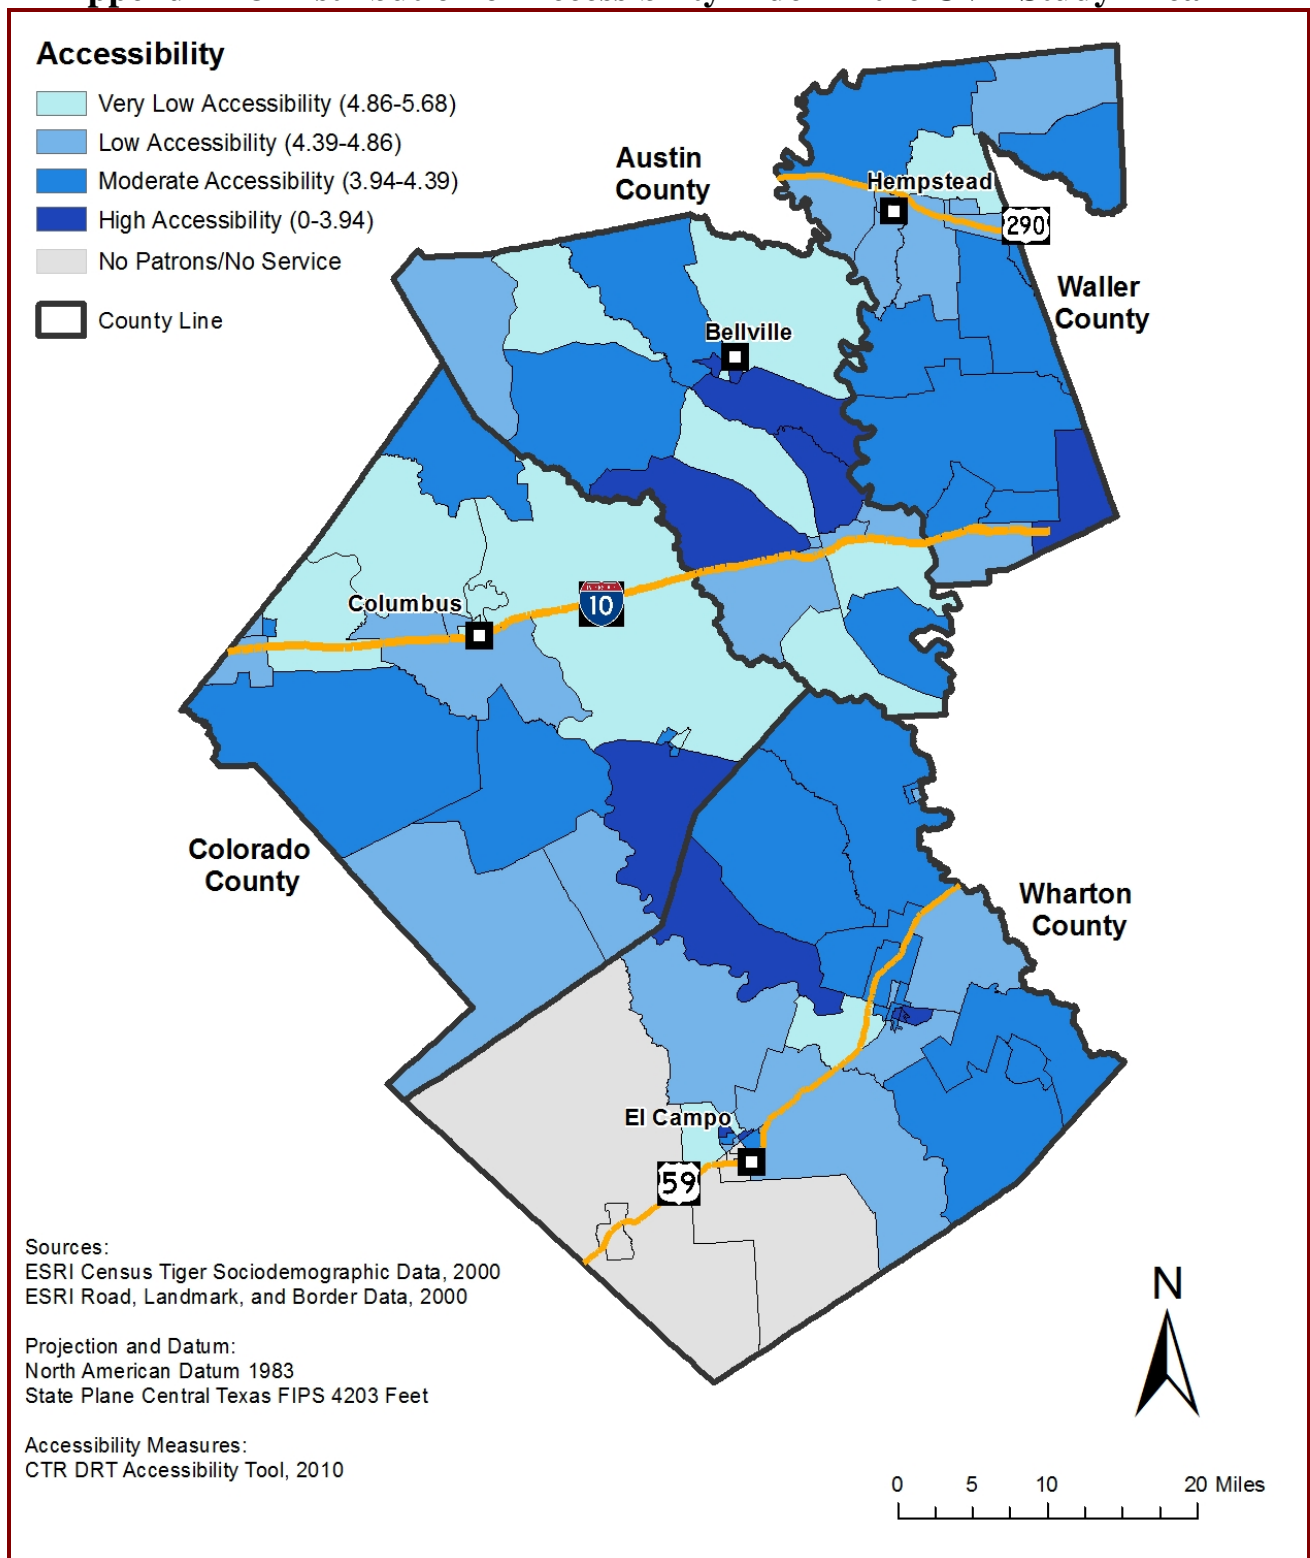 Accessibility
Very Low Accessibility (4.86-5.68)
Low Accessibility (4.39-4.86)
Moderate Accessibility (3.94-4.39)
High Accessibility (0-3.94)
No Patrons/No Service
County Line
Austin
County
Hempstead
290
Waller
County
Bellville
Columbus
10
Colorado
County
Wharton
County
El Campo
59
Sources:
ESRI Census Tiger Sociodemographic Data, 2000
ESRI Road, Landmark, and Border Data, 2000
Projection and Datum:
North American Datum 1983
State Plane Central Texas FIPS 4203 Feet
Accessibility Measures:
CTR DRT Accessibility Tool, 2010
N
0 5 10 20 Miles